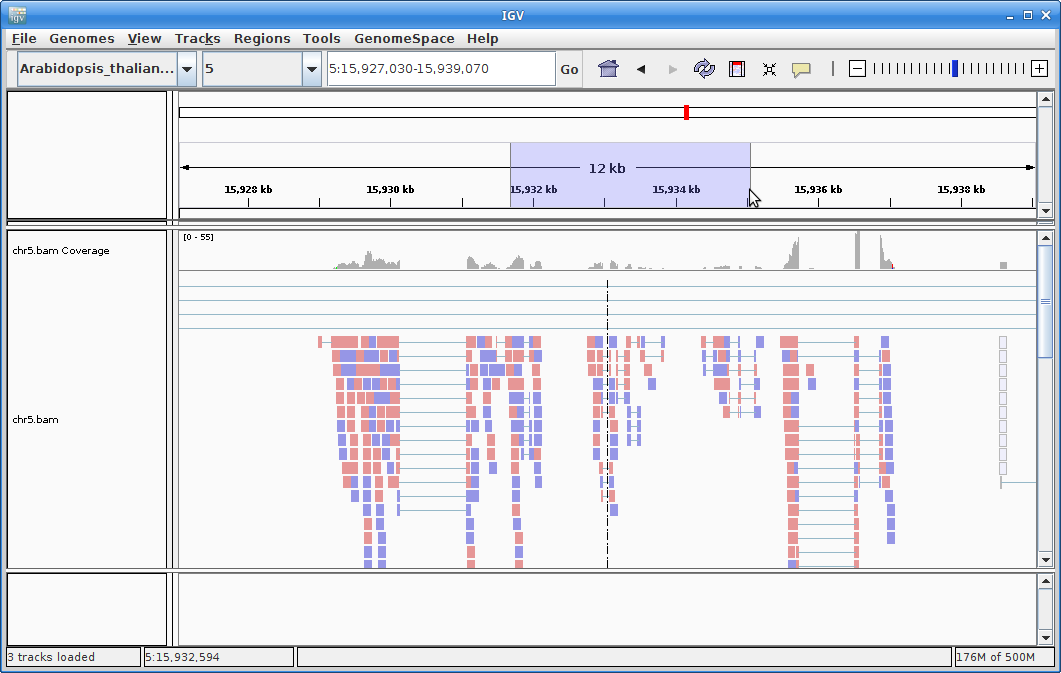 IGV
igv
File Genomes View Tracks Regions Tools GenomeSpace Help
Arabidopsis_thalian... 5 5:15,927,030-15,939,070 Go
12 kb
15,928 kb 15,930 kb 15,932 kb 15,934 kb 15,936 kb 15,938 kb
[0 - 55]
chr5.bam Coverage
chr5.bam
3 tracks loaded 5:15,932,594 176M of 500M